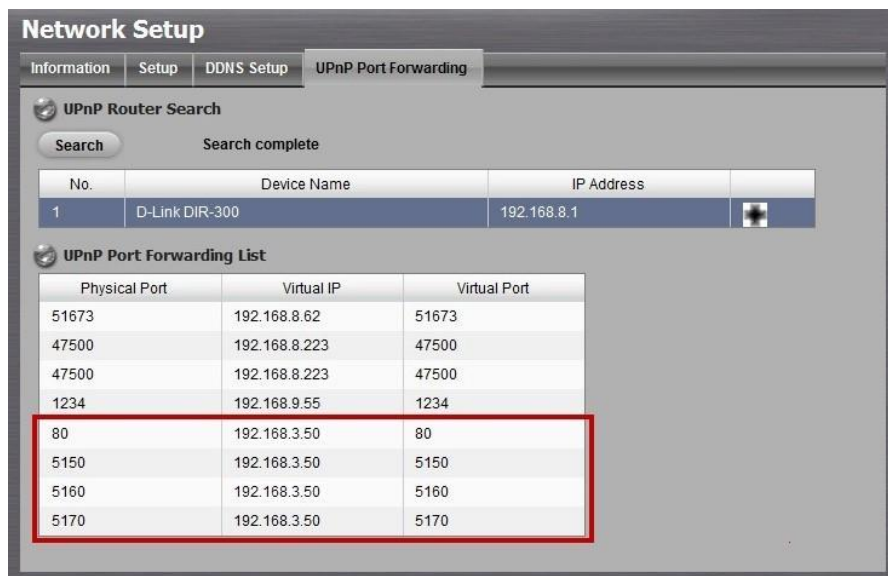 Network Setup
Information Setup DDNS Setup UPnP Port Forwarding
UPnP Router Search
Search Search complete
No. Device Name IP Address
1 D-Link DIR-300 192.168.8.1
UPnP Port Forwarding List
Physical Port Virtual IP Virtual Port
51673 192.168.8.62 51673
47500 192.168.8.223 47500
47500 192.168.8.223 47500
1234 192.168.9.55 1234
80 192.168.3.50 80
5150 192.168.3.50 5150
5160 192.168.3.50 5160
5170 192.168.3.50 5170